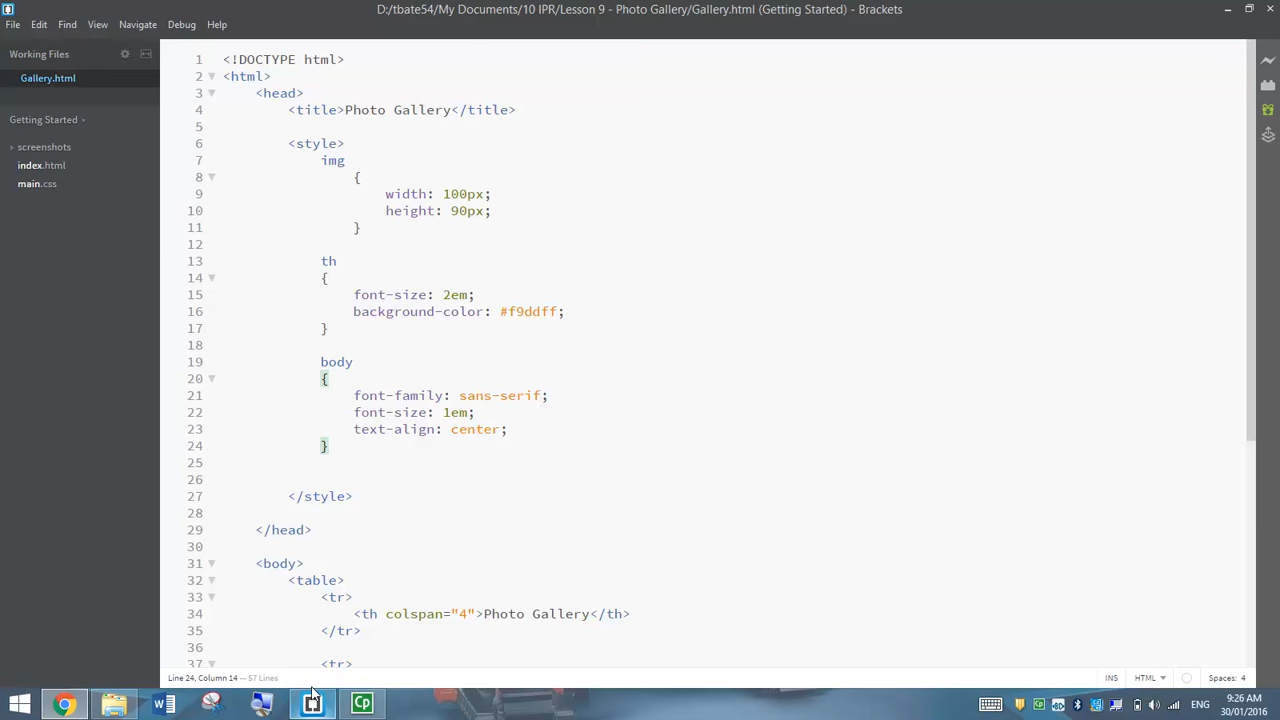 D:/tbate54/My Documents/10 IPR/Lesson 9 - Photo Gallery/Gallery.html (Getting Started) - Brackets
File Edit Find View Navigate Debug Help
Working Files
Gallery.html
Getting Started
screenshots
index.html
main.css
1 <!DOCTYPE html>
2 <html>
3 <head>
4 <title>Photo Gallery</title>
5
6 <style>
7 img
8 {
9 width: 100px;
10 height: 90px;
11 }
12
13 th
14 {
15 font-size: 2em;
16 background-color: #f9ddff;
17 }
18
19 body
20 {
21 font-family: sans-serif;
22 font-size: 1em;
23 text-align: center;
24 }
25
26
27 </style>
28
29 </head>
30
31 <body>
32 <table>
33 <tr>
34 <th colspan="4">Photo Gallery</th>
35 </tr>
36
37 <tr>
Line 24, Column 14 — 57 Lines
INS HTML Spaces: 4
W Cp ENG 9:26 AM
30/01/2016